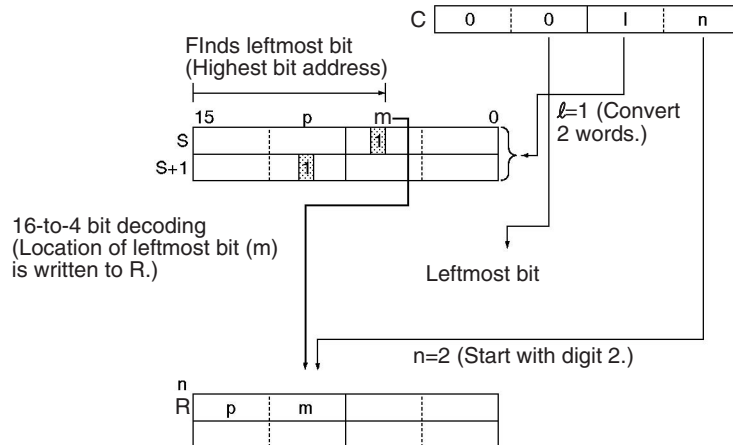 C 0 0 l n
FInds leftmost bit
(Highest bit address)
15 p m 0
S 1
S+1 1
ℓ=1 (Convert
2 words.)
16-to-4 bit decoding
(Location of leftmost bit (m)
is written to R.)
Leftmost bit
n=2 (Start with digit 2.)
n
R p m